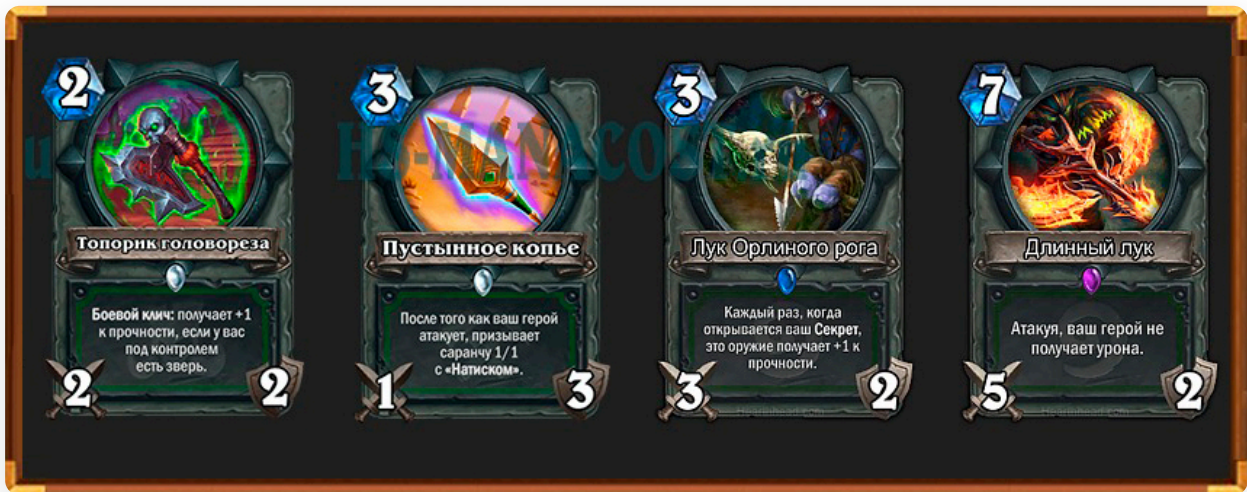 2
Топорик головореза
Боевой клич: получает +1
к прочности, если у вас
под контролем
есть зверь.
2
2
3
Пустынное копье
После того как ваш герой
атакует, призывает
саранчу 1/1
с «Натиском».
1
3
3
Лук Орлиного рога
Каждый раз, когда
открывается ваш Секрет,
это оружие получает +1 к
прочности.
3
2
7
Длинный лук
Атакуя, ваш герой не
получает урона.
5
2